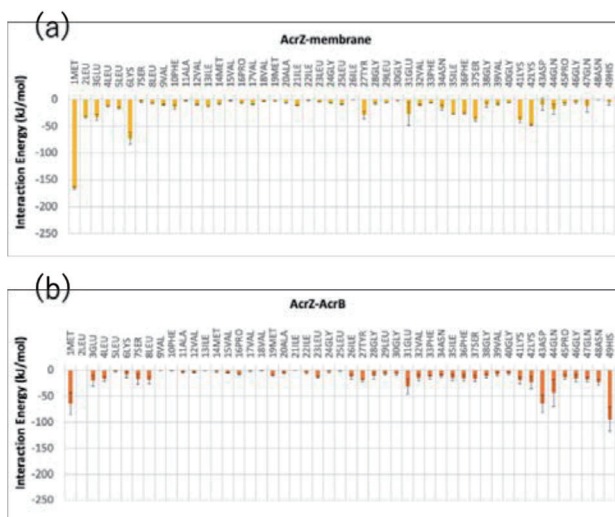 (a)
AcrZ-membrane
1MET
2LEU
3GLU
4LEU
5LEU
6LYS
7SER
8LEU
9VAL
10PHE
11ALA
12VAL
13ILE
14MET
15VAL
16PRO
17VAL
18VAL
19MET
20ALA
21ILE
22ILE
23LEU
24GLY
25LEU
26ILE
27TYR
28GLY
29LEU
30GLY
31GLU
32VAL
33PHE
34ASN
35ILE
36PHE
37SER
38GLY
39VAL
40GLY
41LYS
42LYS
43ASP
44GLN
45PRO
46GLY
47GLN
48ASN
49HIS
Interaction Energy (kJ/mol)
0
-50
-100
-150
-200
-250
(b)
AcrZ-AcrB
1MET
2LEU
3GLU
4LEU
5LEU
6LYS
7SER
8LEU
9VAL
10PHE
11ALA
12VAL
13ILE
14MET
15VAL
16PRO
17VAL
18VAL
19MET
20ALA
21ILE
22ILE
23LEU
24GLY
25LEU
26ILE
27TYR
28GLY
29LEU
30GLY
31GLU
32VAL
33PHE
34ASN
35ILE
36PHE
37SER
38GLY
39VAL
40GLY
41LYS
42LYS
43ASP
44GLN
45PRO
46GLY
47GLN
48ASN
49HIS
Interaction Energy (kJ/mol)
0
-50
-100
-150
-200
-250